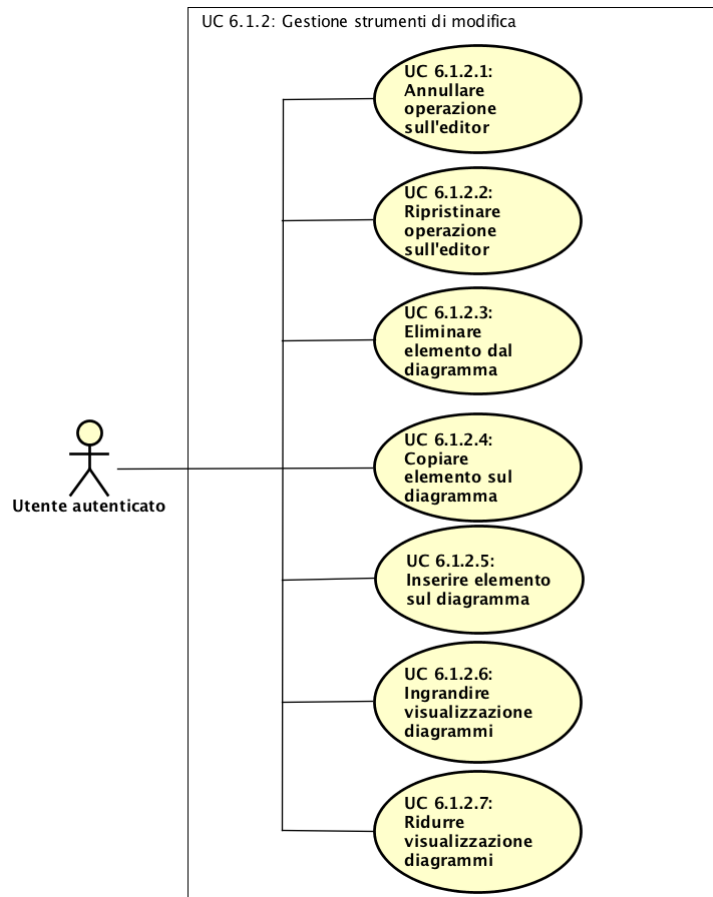 UC 6.1.2: Gestione strumenti di modifica
UC 6.1.2.1:
Annullare
operazione
sull'editor
UC 6.1.2.2:
Ripristinare
operazione
sull'editor
UC 6.1.2.3:
Eliminare
elemento dal
diagramma
UC 6.1.2.4:
Copiare
elemento sul
diagramma
Utente autenticato
UC 6.1.2.5:
Inserire elemento
sul diagramma
UC 6.1.2.6:
Ingrandire
visualizzazione
diagrammi
UC 6.1.2.7:
Ridurre
visualizzazione
diagrammi